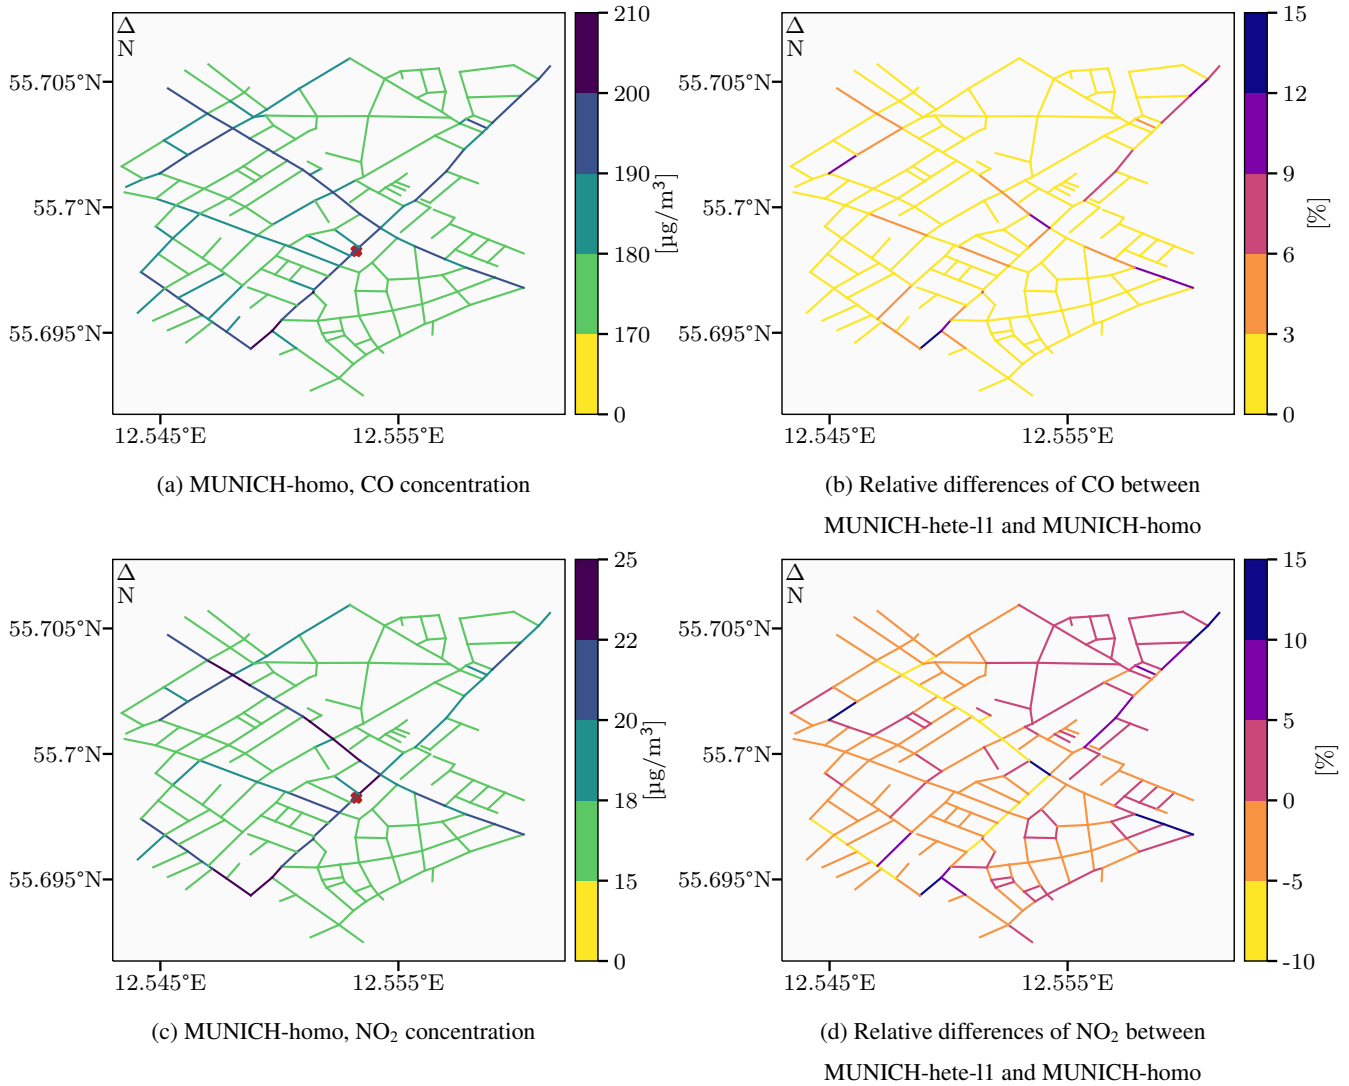 Δ
N
55.705°N
55.7°N
55.695°N
12.545°E
12.555°E
210
200
190
180
170
0
[µg/m³]
(a) MUNICH-homo, CO concentration
Δ
N
55.705°N
55.7°N
55.695°N
12.545°E
12.555°E
15
12
9
6
3
0
[%]
(b) Relative differences of CO between
MUNICH-hete-l1 and MUNICH-homo
Δ
N
55.705°N
55.7°N
55.695°N
12.545°E
12.555°E
25
22
20
18
15
0
[µg/m³]
(c) MUNICH-homo, NO₂ concentration
Δ
N
55.705°N
55.7°N
55.695°N
12.545°E
12.555°E
15
10
5
0
-5
-10
[%]
(d) Relative differences of NO₂ between
MUNICH-hete-l1 and MUNICH-homo